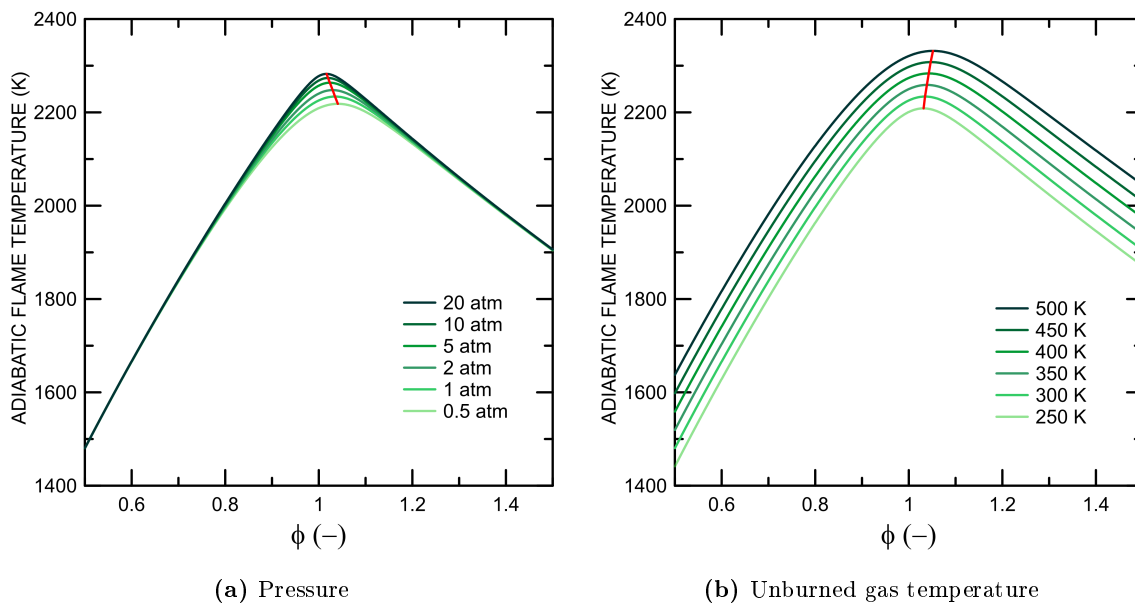 2400
2200
2000
1800
1600
1400
ADIABATIC FLAME TEMPERATURE (K)
20 atm
10 atm
5 atm
2 atm
1 atm
0.5 atm
0.6
0.8
1
1.2
1.4
ϕ (–)
(a) Pressure
2400
2200
2000
1800
1600
1400
ADIABATIC FLAME TEMPERATURE (K)
500 K
450 K
400 K
350 K
300 K
250 K
0.6
0.8
1
1.2
1.4
ϕ (–)
(b) Unburned gas temperature